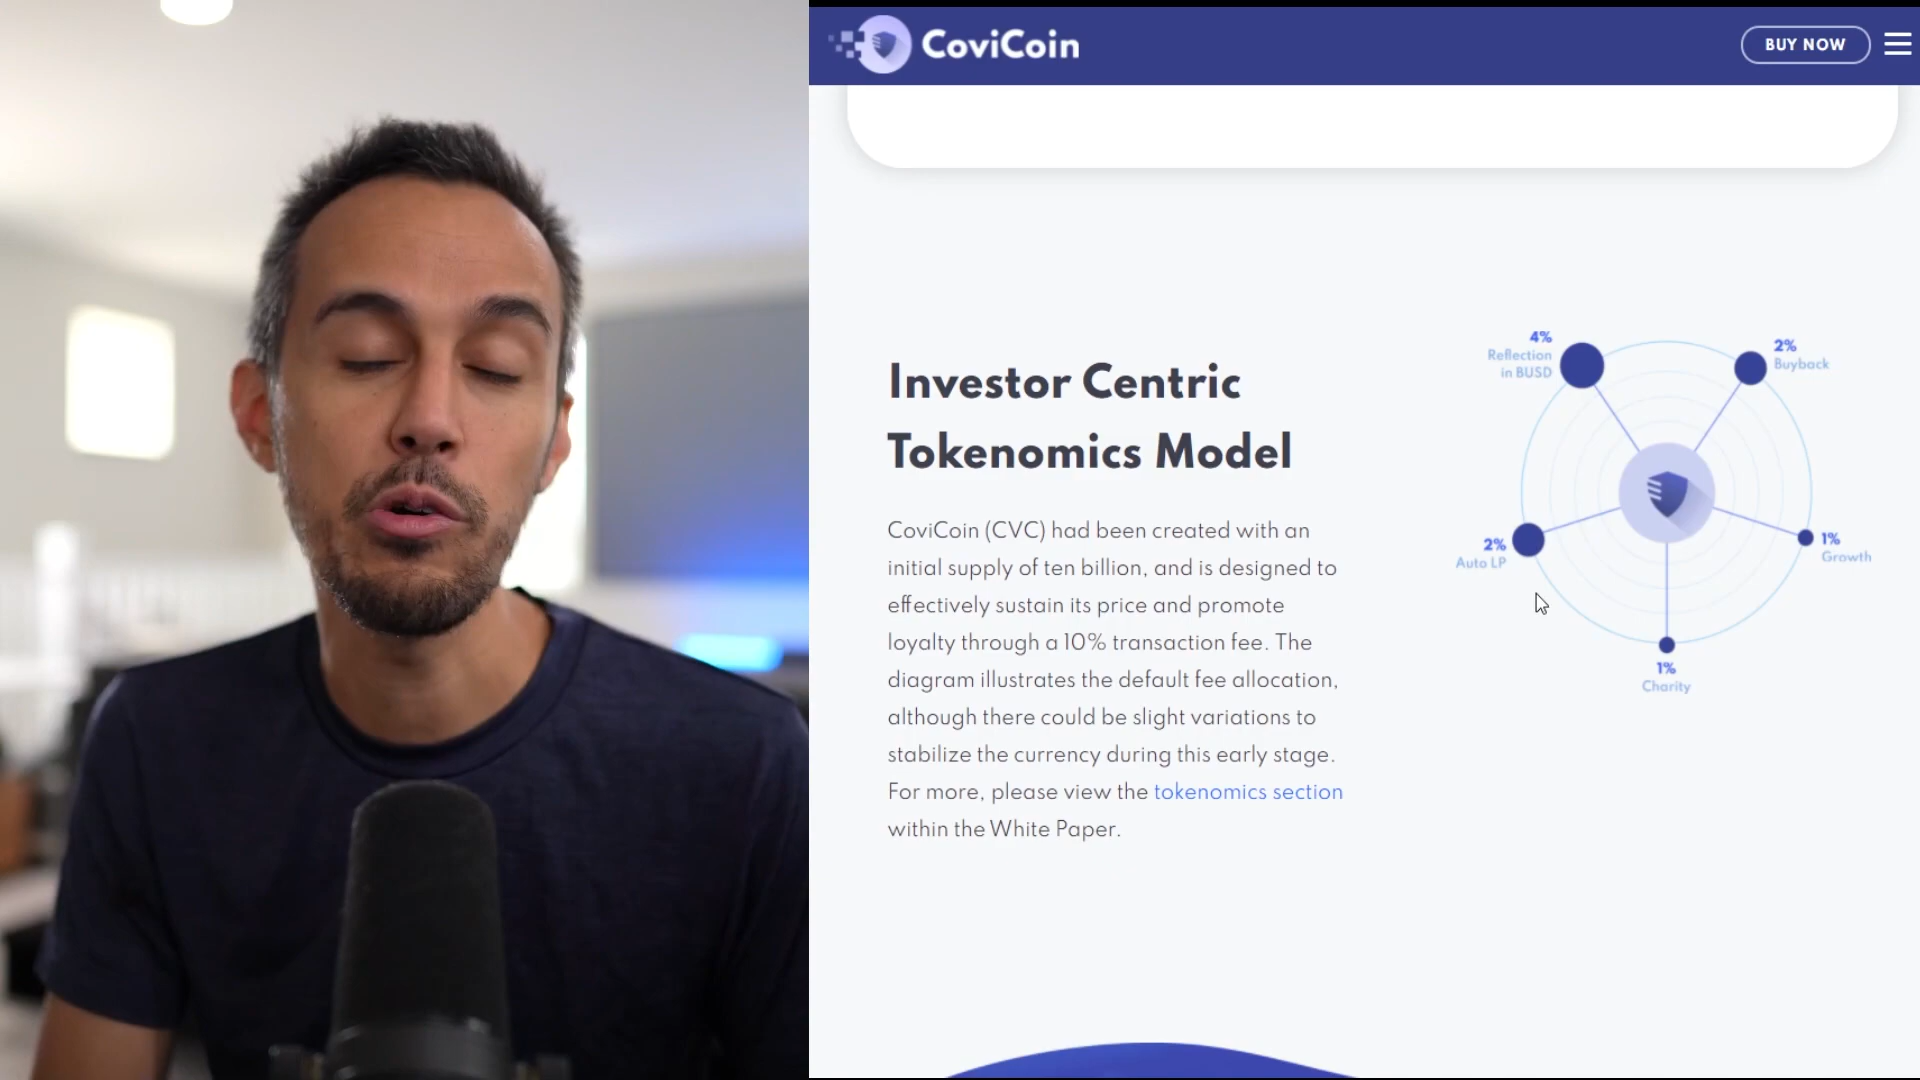 CoviCoin
BUY NOW
Investor Centric
Tokenomics Model
CoviCoin (CVC) had been created with an
initial supply of ten billion, and is designed to
effectively sustain its price and promote
loyalty through a 10% transaction fee. The
diagram illustrates the default fee allocation,
although there could be slight variations to
stabilize the currency during this early stage.
For more, please view the tokenomics section
within the White Paper.
4%
Reflection
in BUSD
2%
Buyback
2%
Auto LP
1%
Growth
1%
Charity